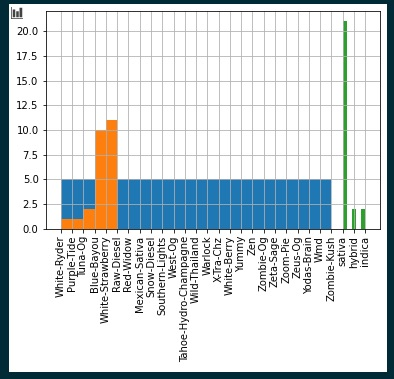 20.0
17.5
15.0
12.5
10.0
7.5
5.0
2.5
0.0
White-Ryder
Purple-Tide
Tuna-Og
Blue-Bayou
White-Strawberry
Raw-Diesel
Red-Widow
Mexican-Sativa
Snow-Diesel
Southern-Lights
West-Og
Tahoe-Hydro-Champagne
Wild-Thailand
Warlock
X-Tra-Chz
White-Berry
Yummy
Zen
Zombie-Og
Zeta-Sage
Zoom-Pie
Zeus-Og
Yodas-Brain
Wmd
Zombie-Kush
sativa
hybrid
indica